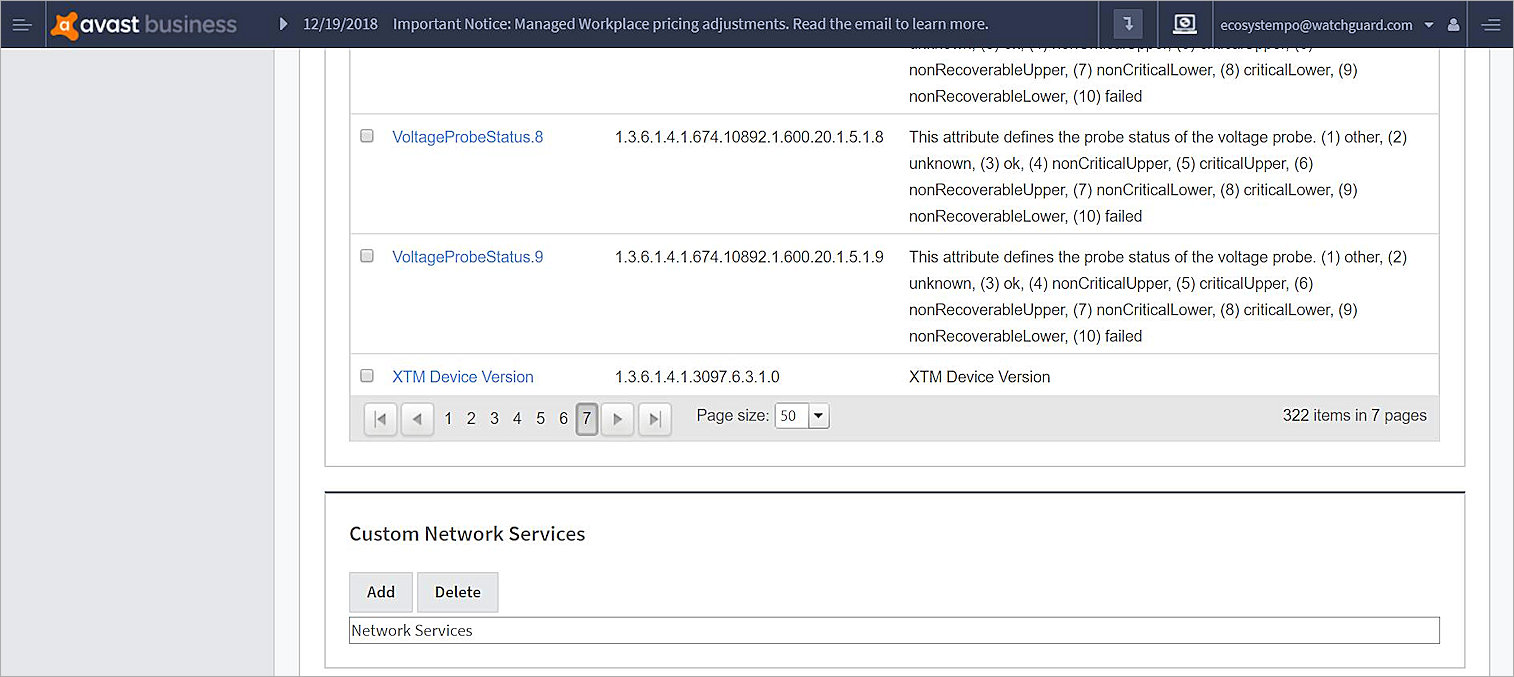 avast business
12/19/2018 Important Notice: Managed Workplace pricing adjustments. Read the email to learn more.
ecosystempo@watchguard.com
nonRecoverableUpper, (7) nonCriticalLower, (8) criticalLower, (9)
nonRecoverableLower, (10) failed
VoltageProbeStatus.8 1.3.6.1.4.1.674.10892.1.600.20.1.5.1.8 This attribute defines the probe status of the voltage probe. (1) other, (2)
unknown, (3) ok, (4) nonCriticalUpper, (5) criticalUpper, (6)
nonRecoverableUpper, (7) nonCriticalLower, (8) criticalLower, (9)
nonRecoverableLower, (10) failed
VoltageProbeStatus.9 1.3.6.1.4.1.674.10892.1.600.20.1.5.1.9 This attribute defines the probe status of the voltage probe. (1) other, (2)
unknown, (3) ok, (4) nonCriticalUpper, (5) criticalUpper, (6)
nonRecoverableUpper, (7) nonCriticalLower, (8) criticalLower, (9)
nonRecoverableLower, (10) failed
XTM Device Version 1.3.6.1.4.1.3097.6.3.1.0 XTM Device Version
1 2 3 4 5 6 7 Page size: 50 322 items in 7 pages
Custom Network Services
Add Delete
Network Services